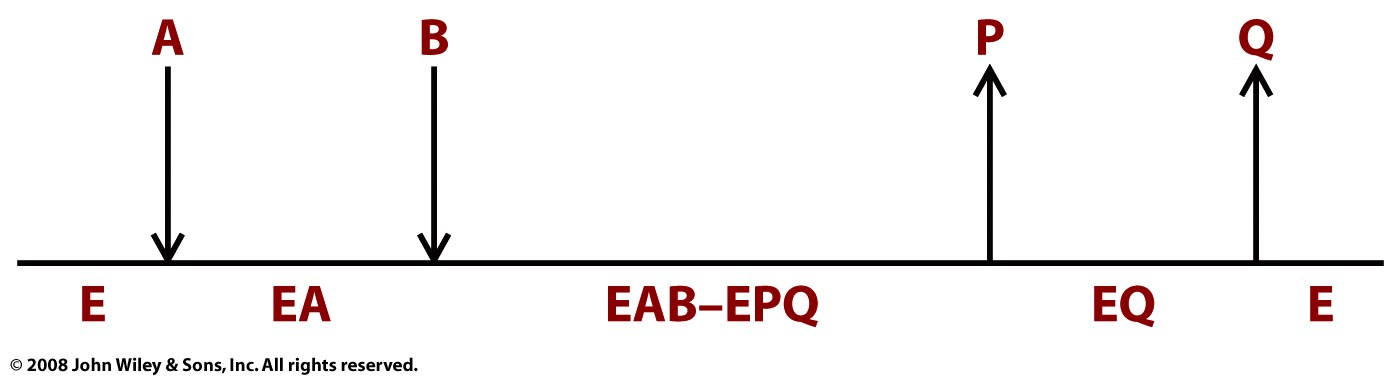 A B P Q
E EA EAB–EPQ EQ E
© 2008 John Wiley & Sons, Inc. All rights reserved.